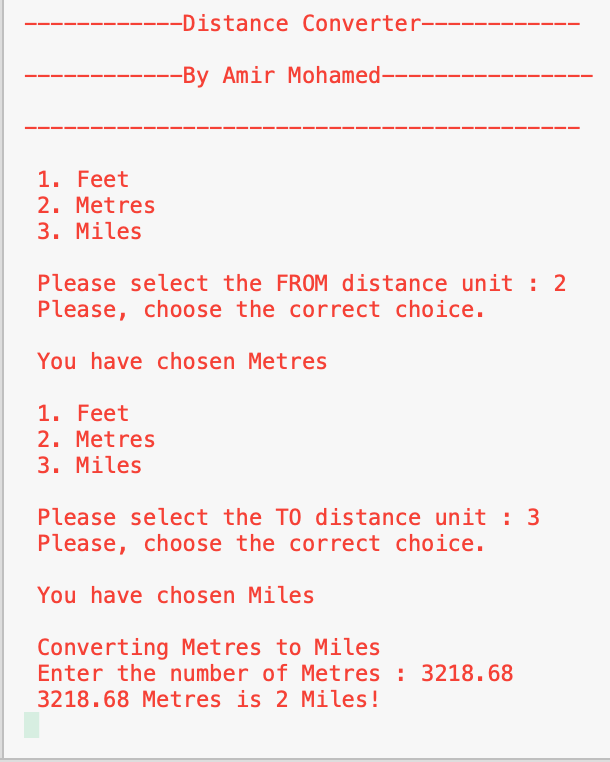 ------------Distance Converter------------
------------By Amir Mohamed----------------
------------------------------------------
1. Feet
2. Metres
3. Miles
Please select the FROM distance unit : 2
Please, choose the correct choice.
You have chosen Metres
1. Feet
2. Metres
3. Miles
Please select the TO distance unit : 3
Please, choose the correct choice.
You have chosen Miles
Converting Metres to Miles
Enter the number of Metres : 3218.68
3218.68 Metres is 2 Miles!